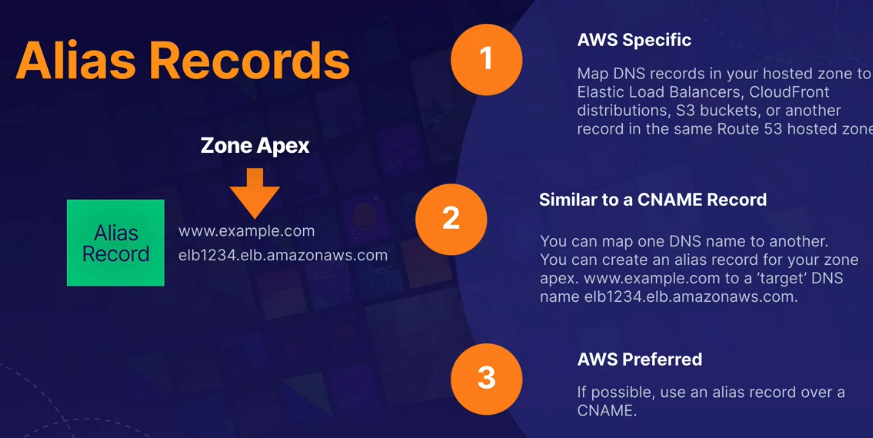 Alias Records
Zone Apex
Alias
Record
www.example.com
elb1234.elb.amazonaws.com
1
AWS Specific
Map DNS records in your hosted zone to
Elastic Load Balancers, CloudFront
distributions, S3 buckets, or another
record in the same Route 53 hosted zone
2
Similar to a CNAME Record
You can map one DNS name to another.
You can create an alias record for your zone
apex. www.example.com to a ‘target’ DNS
name elb1234.elb.amazonaws.com.
3
AWS Preferred
If possible, use an alias record over a
CNAME.